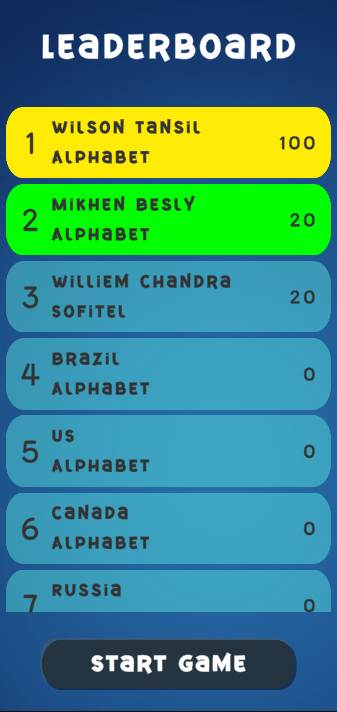 LEADERBOARD
1
WILSON TANSIL
ALPHABET
100
2
MIKHEN BESLY
ALPHABET
20
3
WILLIEM CHANDRA
SOFITEL
20
4
BRAZIL
ALPHABET
0
5
US
ALPHABET
0
6
CANADA
ALPHABET
0
7
RUSSIA
0
START GAME